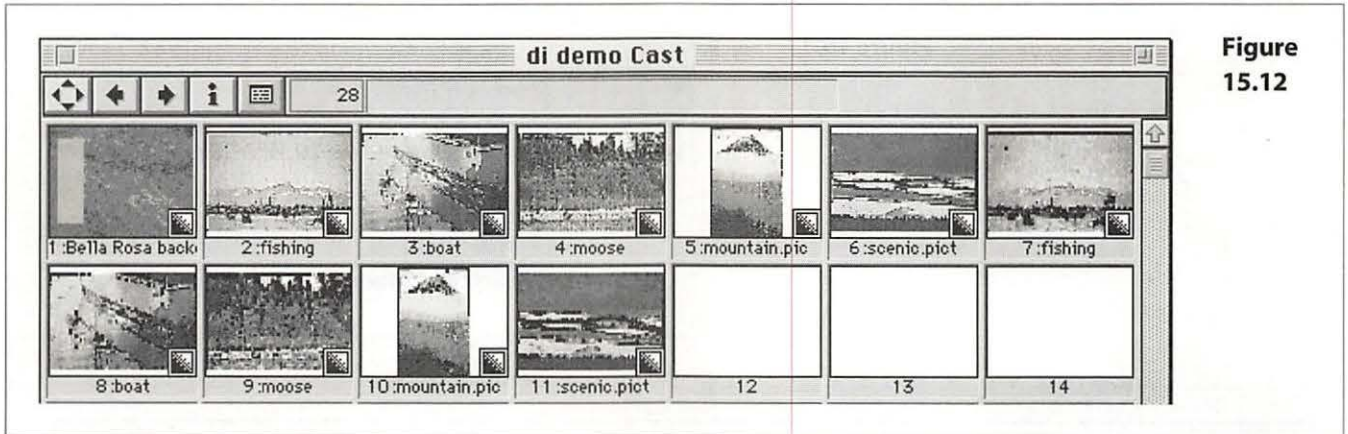 di demo Cast
Figure
15.12
28
1 :Bella Rosa back
2 :fishing
3 :boat
4 :moose
5 :mountain.pic
6 :scenic.pict
7 :fishing
8 :boat
9 :moose
10 :mountain.pic
11 :scenic.pict
12
13
14